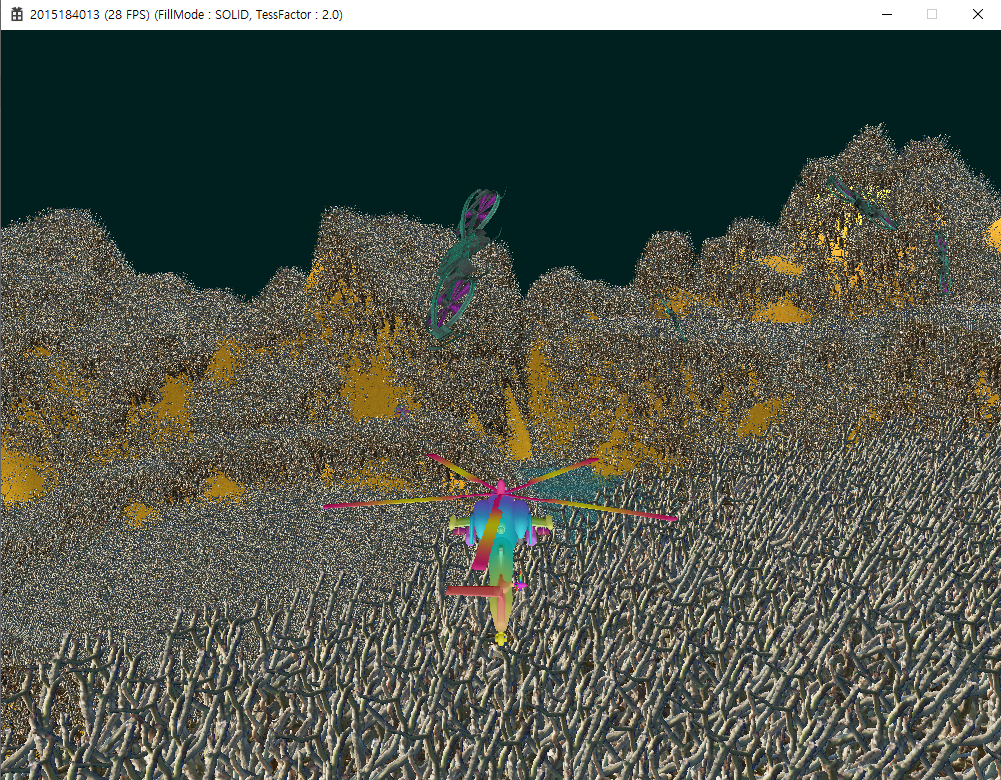 2015184013 (28 FPS) (FillMode : SOLID, TessFactor : 2.0)